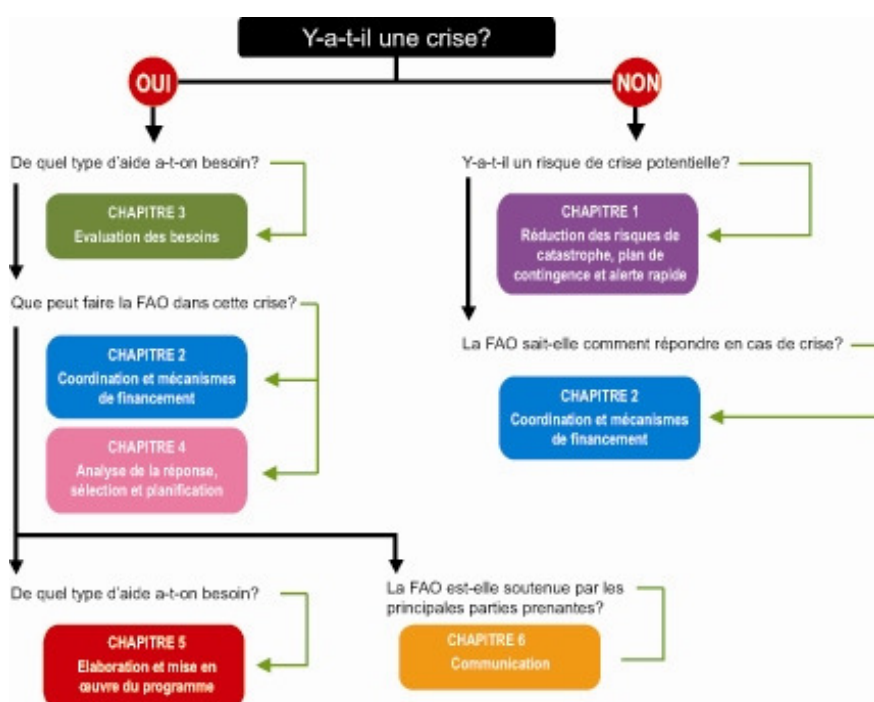 Y-a-t-il une crise?
OUI
NON
De quel type d'aide a-t-on besoin?
CHAPITRE 3
Evaluation des besoins
Que peut faire la FAO dans cette crise?
CHAPITRE 2
Coordination et mécanismes
de financement
CHAPITRE 4
Analyse de la réponse,
sélection et planification
De quel type d'aide a-t-on besoin?
CHAPITRE 5
Elaboration et mise en
œuvre du programme
La FAO est-elle soutenue par les
principales parties prenantes?
CHAPITRE 6
Communication
Y-a-t-il un risque de crise potentielle?
CHAPITRE 1
Réduction des risques de
catastrophe, plan de
contingence et alerte rapide
La FAO sait-elle comment répondre en cas de crise?
CHAPITRE 2
Coordination et mécanismes
de financement